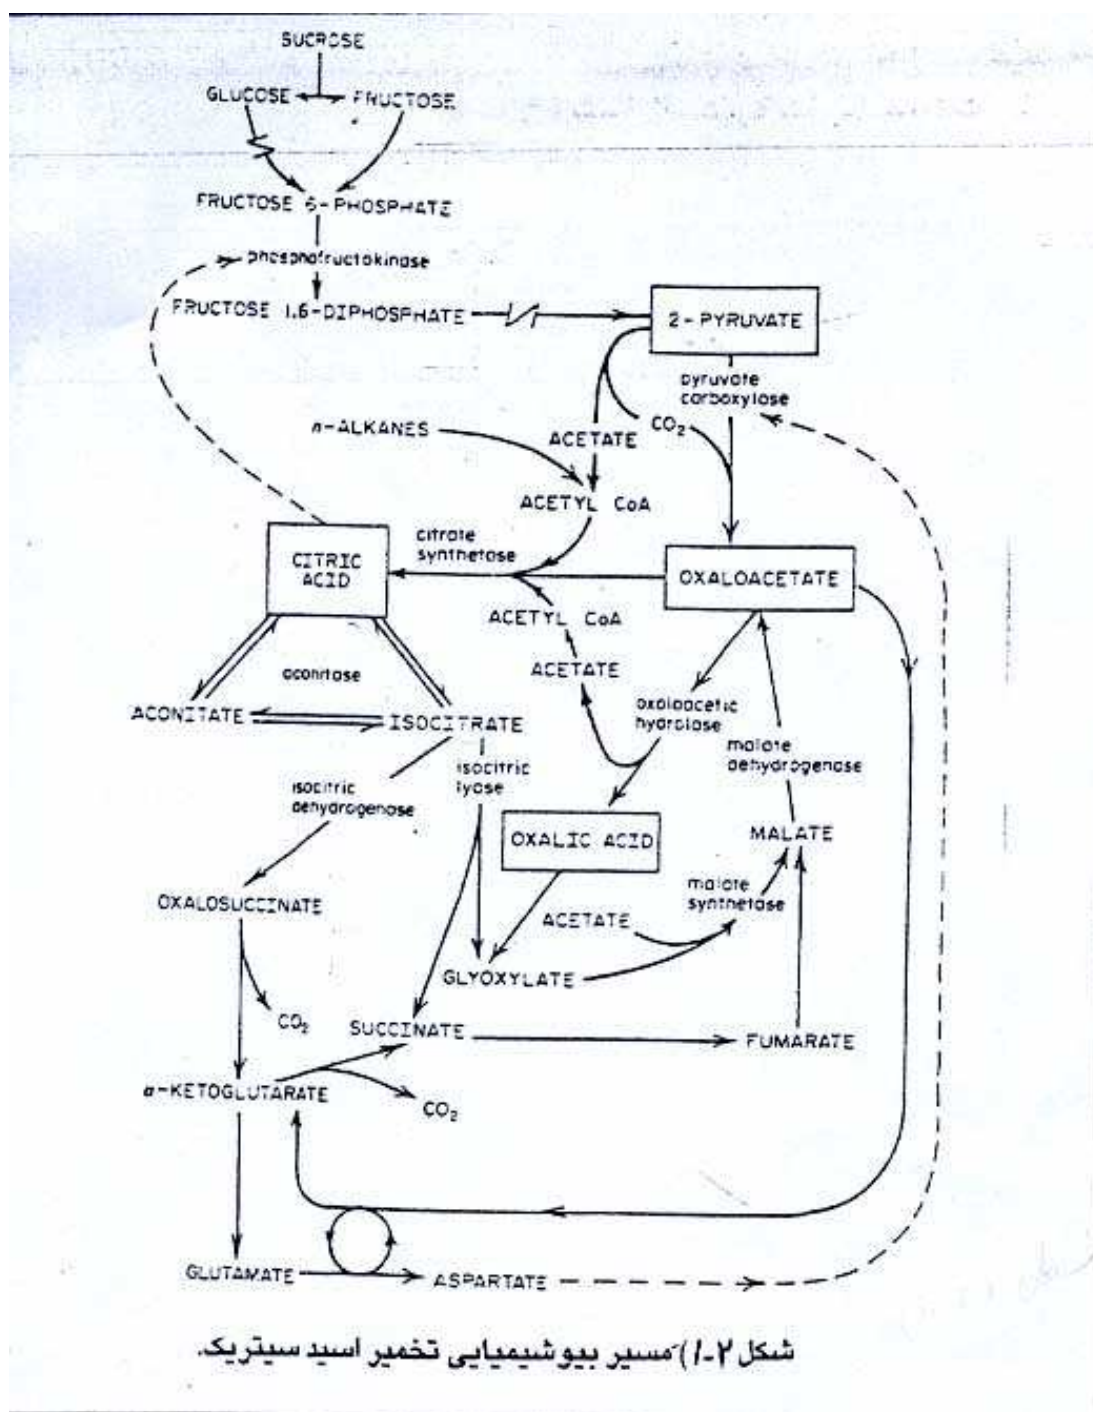 SUCROSE
GLUCOSE FRUCTOSE
FRUCTOSE 6-PHOSPHATE
phosphofructokinase
FRUCTOSE 1,6-DIPHOSPHATE
2-PYRUVATE
pyruvate
carboxylase
n-ALKANES
ACETATE
CO2
ACETYL CoA
citrate
synthetase
CITRIC
ACID
OXALOACETATE
ACETYL CoA
ACETATE
aconitase
ACONITATE
ISOCITRATE
oxaloacetic
hydrolase
malate
dehydrogenase
isocitric
lyase
isocitric
dehydrogenase
OXALIC ACID
MALATE
malate
synthetase
OXALOSUCCINATE
ACETATE
GLYOXYLATE
CO2
SUCCINATE
FUMARATE
α-KETOGLUTARATE
CO2
GLUTAMATE
ASPARTATE
شکل ۲-۱) مسیر بیوشیمیایی تخمیر اسید سیتریک.